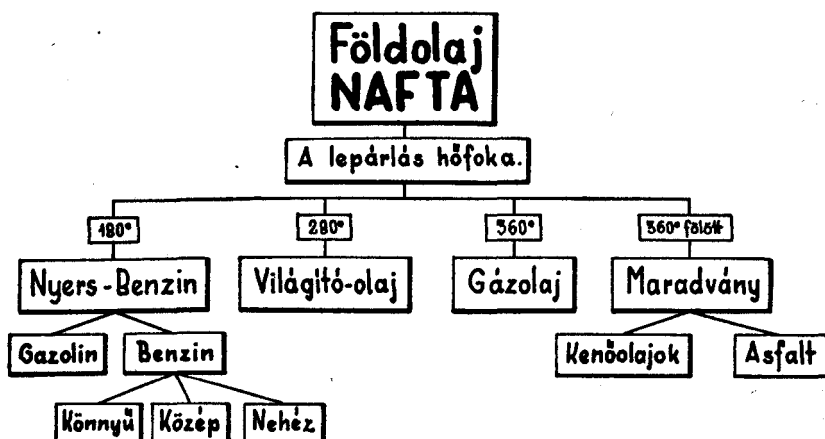 Földolaj
NAFTA
A lepárlás hőfoka.
180° 280° 360° 360° fölött
Nyers-Benzin Világító-olaj Gázolaj Maradvány
Gazolin Benzin Kenőolajok Asfalt
Könnyű Közép Nehéz